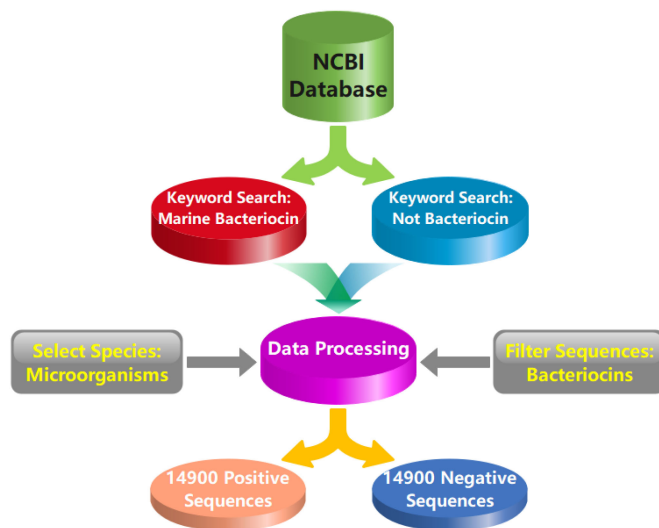 NCBI
Database
Keyword Search:
Marine Bacteriocin
Keyword Search:
Not Bacteriocin
Select Species:
Microorganisms
Data Processing
Filter Sequences:
Bacteriocins
14900 Positive
Sequences
14900 Negative
Sequences